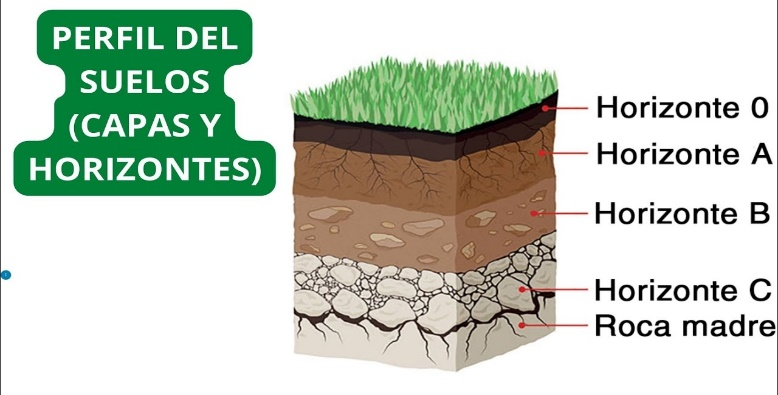 PERFIL DEL
SUELOS
(CAPAS Y
HORIZONTES)
Horizonte 0
Horizonte A
Horizonte B
Horizonte C
Roca madre